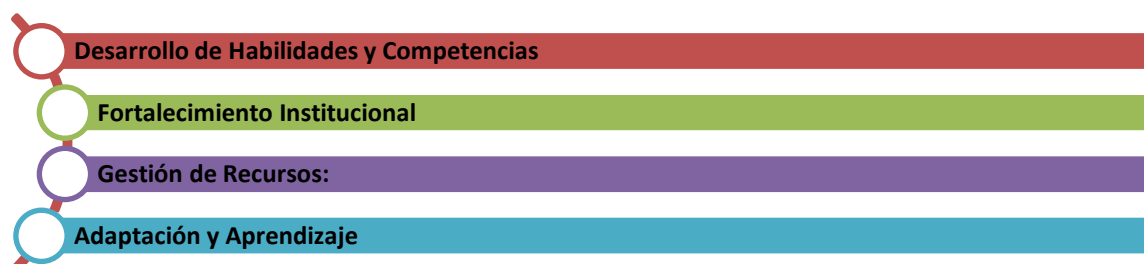 Desarrollo de Habilidades y Competencias
Fortalecimiento Institucional
Gestión de Recursos:
Adaptación y Aprendizaje